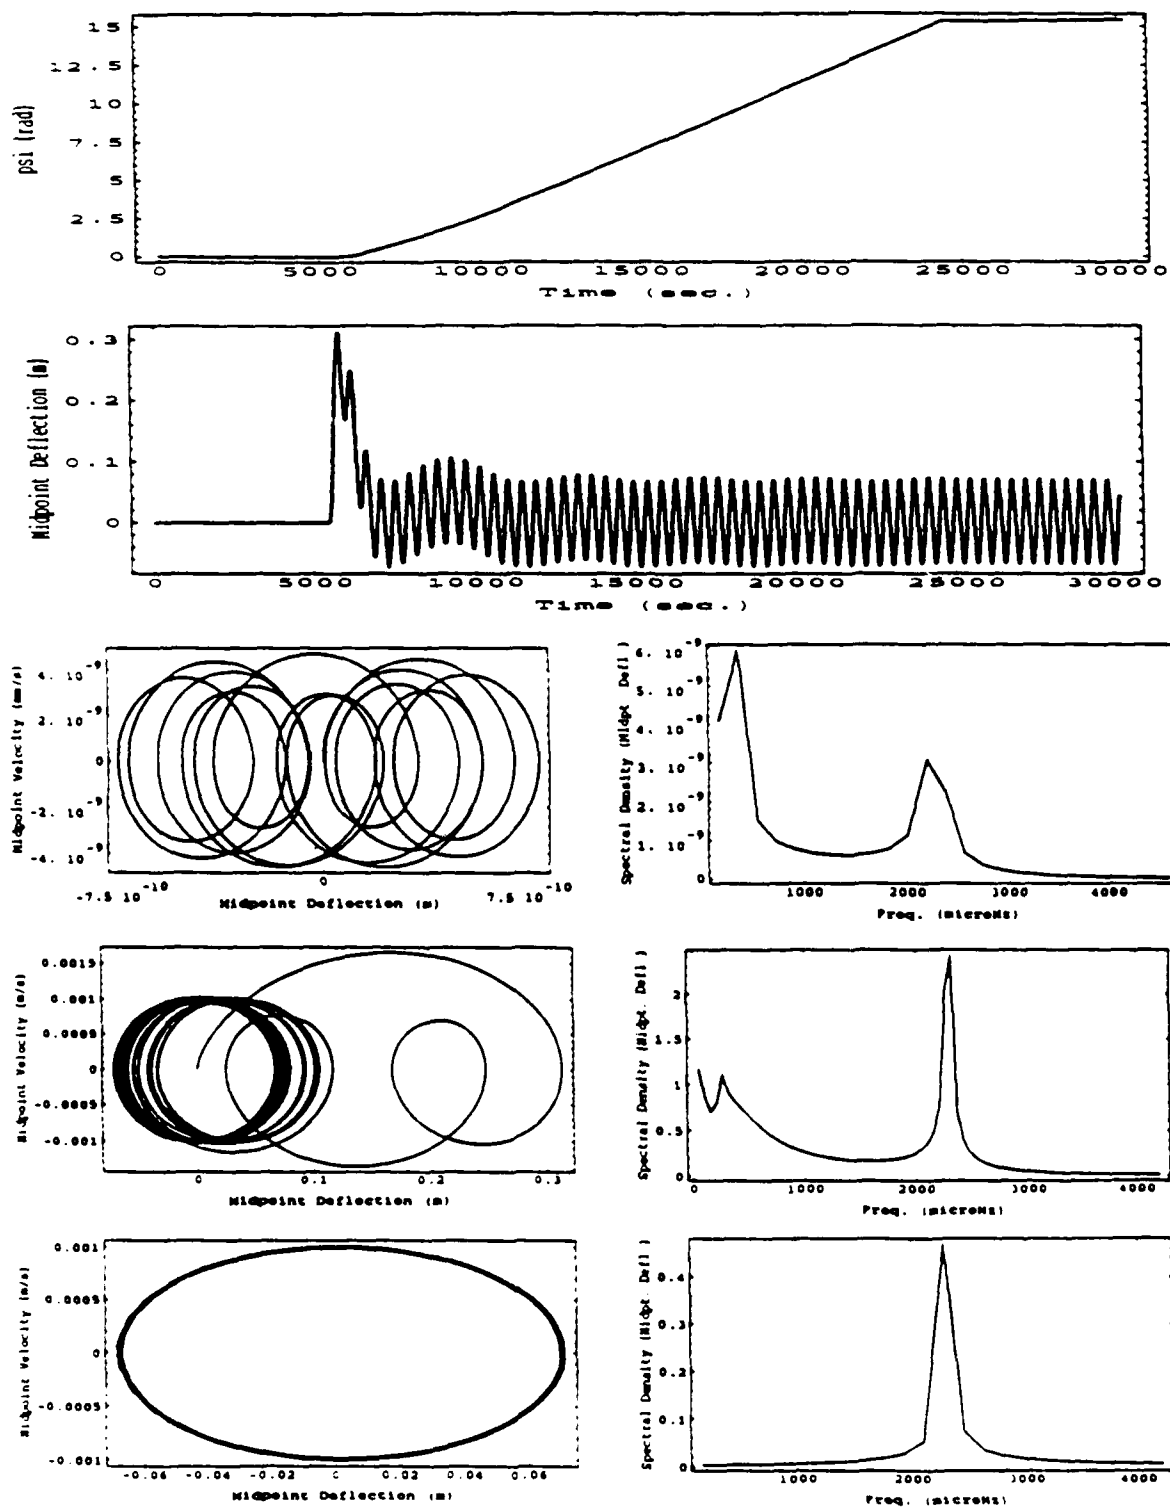 psi (rad)
15
12.5
10
7.5
5
2.5
0
0 5000 10000 15000 20000 25000 30000
Time (sec.)
Midpoint Deflection (m)
0.3
0.2
0.1
0
0 5000 10000 15000 20000 25000 30000
Time (sec.)
Midpoint Velocity (mm/s)
4. 10^-9
2. 10^-9
0
-2. 10^-9
-4. 10^-9
-7.5 10^-10 0 7.5 10^-10
Midpoint Deflection (m)
Spectral Density (Midpt. Defl)
6. 10^-9
5. 10^-9
4. 10^-9
3. 10^-9
2. 10^-9
1. 10^-9
0
1000 2000 3000 4000
Freq. (microHz)
Midpoint Velocity (m/s)
0.0015
0.001
0.0005
0
-0.0005
-0.001
0 0.1 0.2 0.3
Midpoint Deflection (m)
Spectral Density (Midpt. Defl)
2
1.5
1
0.5
0
0 1000 2000 3000 4000
Freq. (microHz)
Midpoint Velocity (m/s)
0.001
0.0005
0
-0.0005
-0.001
-0.06 -0.04 -0.02 0 0.02 0.04 0.06
Midpoint Deflection (m)
Spectral Density (Midpt. Defl)
0.4
0.3
0.2
0.1
0
0 1000 2000 3000 4000
Freq. (microHz)